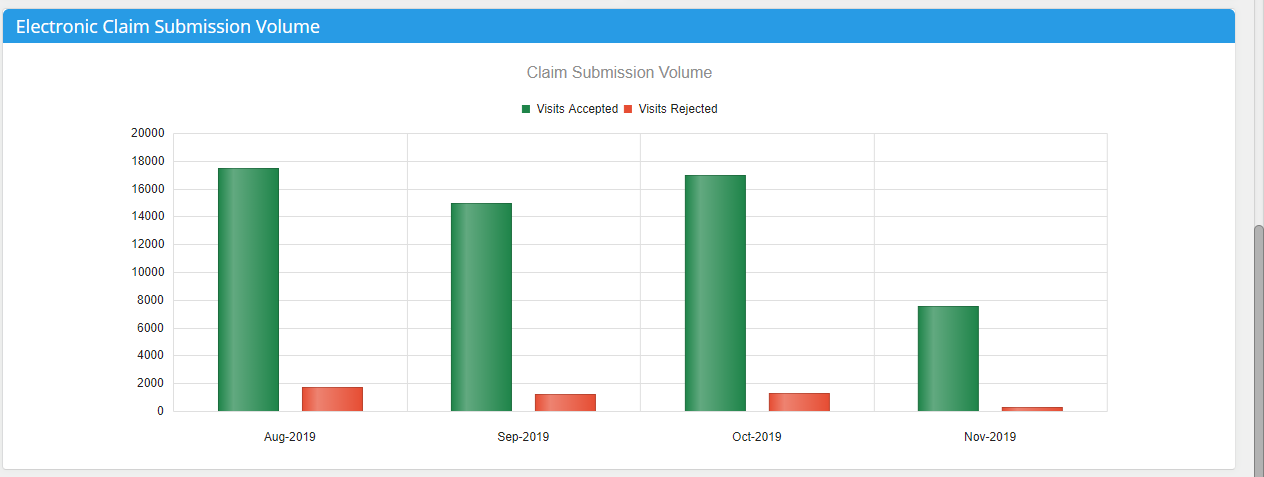 Electronic Claim Submission Volume
Claim Submission Volume
Visits Accepted Visits Rejected
20000
18000
16000
14000
12000
10000
8000
6000
4000
2000
0
Aug-2019 Sep-2019 Oct-2019 Nov-2019